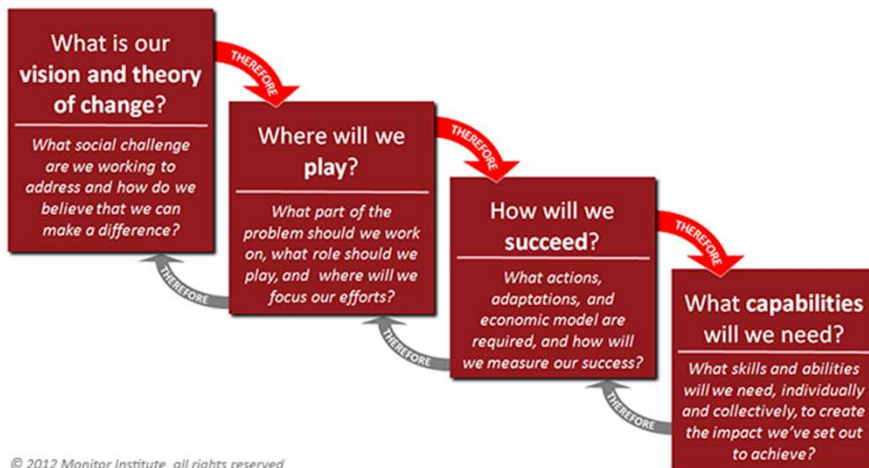 What is our
vision and theory
of change?
What social challenge
are we working to
address and how do we
believe that we can
make a difference?
THEREFORE
Where will we
play?
What part of the
problem should we work
on, what role should we
play, and where will we
focus our efforts?
THEREFORE
THEREFORE
How will we
succeed?
What actions,
adaptations, and
economic model are
required, and how will
we measure our success?
THEREFORE
THEREFORE
What capabilities
will we need?
What skills and abilities
will we need, individually
and collectively, to create
the impact we've set out
to achieve?
THEREFORE
© 2012 Monitor Institute, all rights reserved